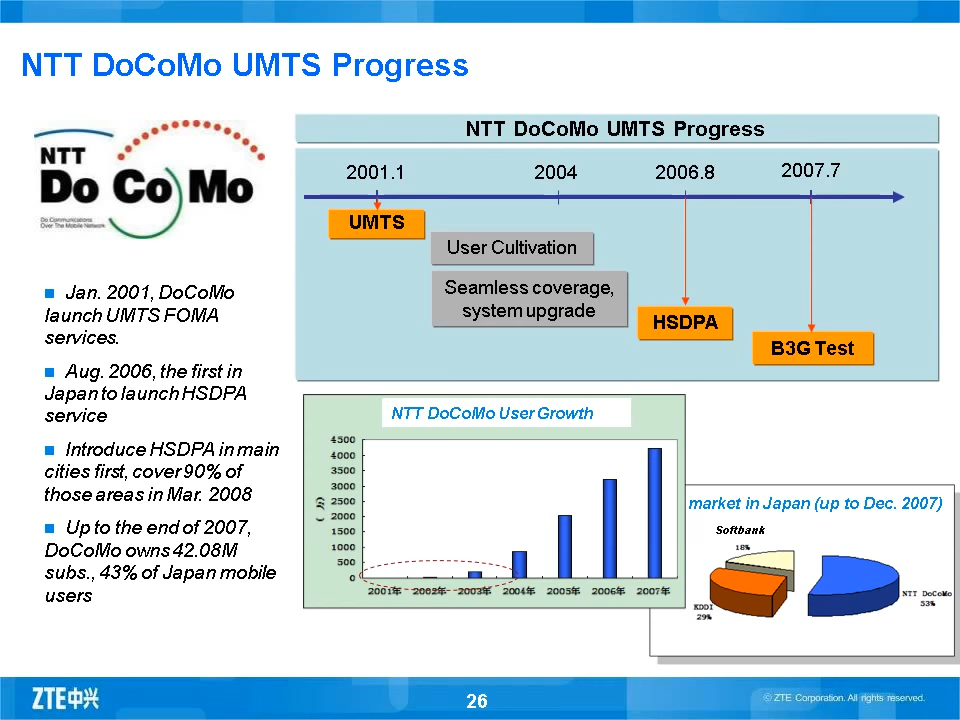 NTT DoCoMo UMTS Progress
NTT
Do Co Mo
Do Communications
Over The Mobile Network
Jan. 2001, DoCoMo
launch UMTS FOMA
services.
Aug. 2006, the first in
Japan to launch HSDPA
service
Introduce HSDPA in main
cities first, cover 90% of
those areas in Mar. 2008
Up to the end of 2007,
DoCoMo owns 42.08M
subs., 43% of Japan mobile
users
NTT DoCoMo UMTS Progress
2001.1 2004 2006.8 2007.7
UMTS
User Cultivation
Seamless coverage,
system upgrade
HSDPA
B3G Test
NTT DoCoMo User Growth
4500
4000
3500
3000
2500
2000
1500
1000
500
0
(万)
2001年 2002年 2003年 2004年 2005年 2006年 2007年
market in Japan (up to Dec. 2007)
Softbank
18%
KDDI
29%
NTT DoCoMo
53%
ZTE中兴
26
© ZTE Corporation. All rights reserved.